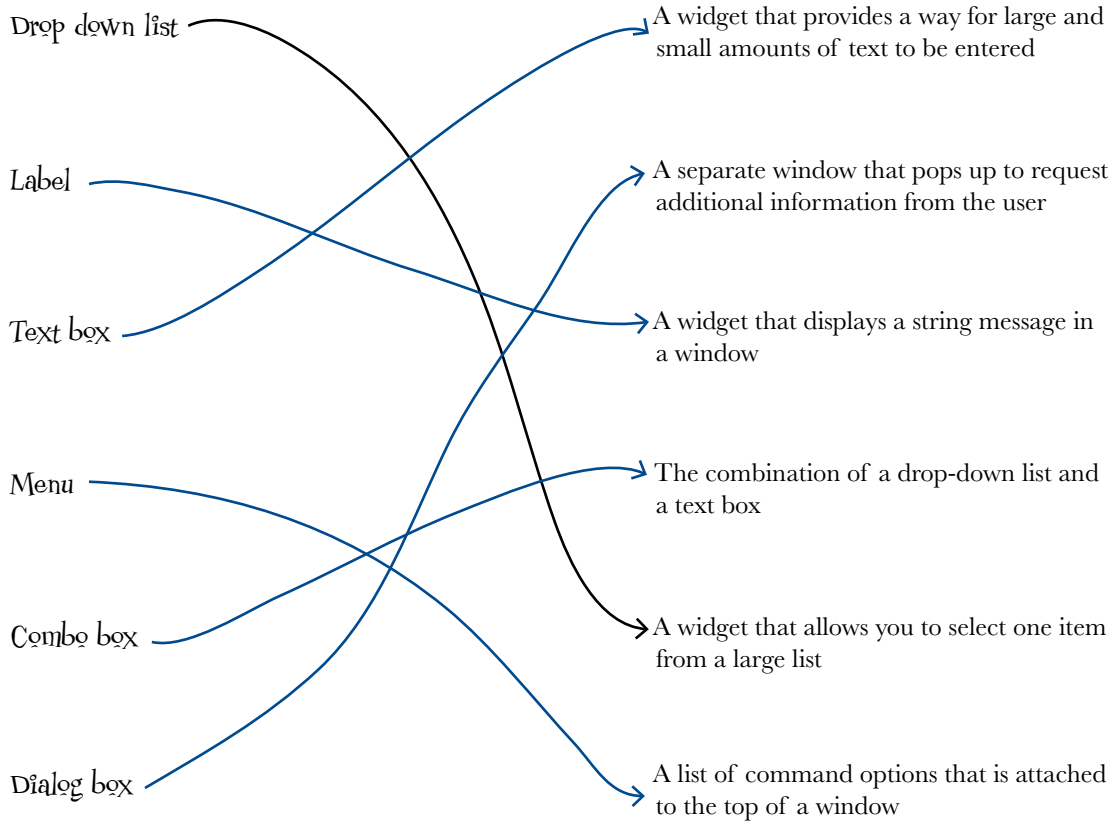 Drop down list
A widget that provides a way for large and
small amounts of text to be entered
Label
A separate window that pops up to request
additional information from the user
Text box
A widget that displays a string message in
a window
Menu
The combination of a drop-down list and
a text box
Combo box
A widget that allows you to select one item
from a large list
Dialog box
A list of command options that is attached
to the top of a window